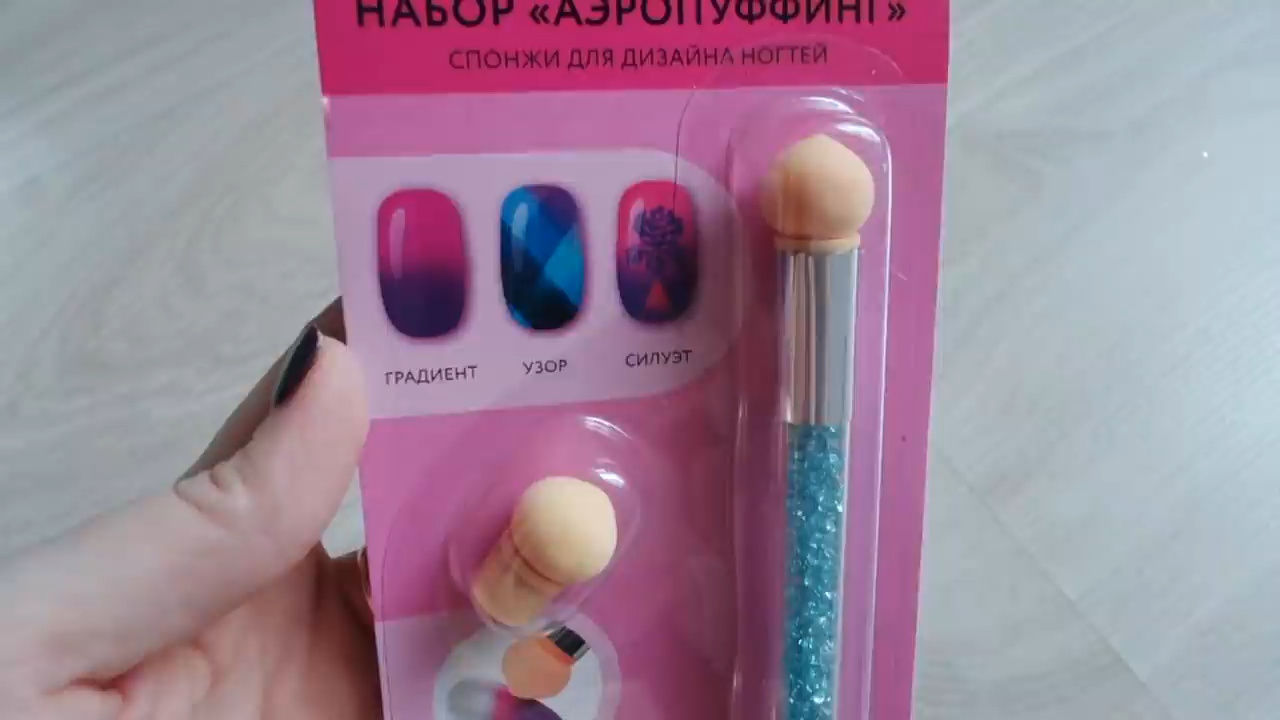 НАБОР «АЭРОПУФФИНГ»
СПОНЖИ ДЛЯ ДИЗАЙНА НОГТЕЙ
ГРАДИЕНТ
УЗОР
СИЛУЭТ